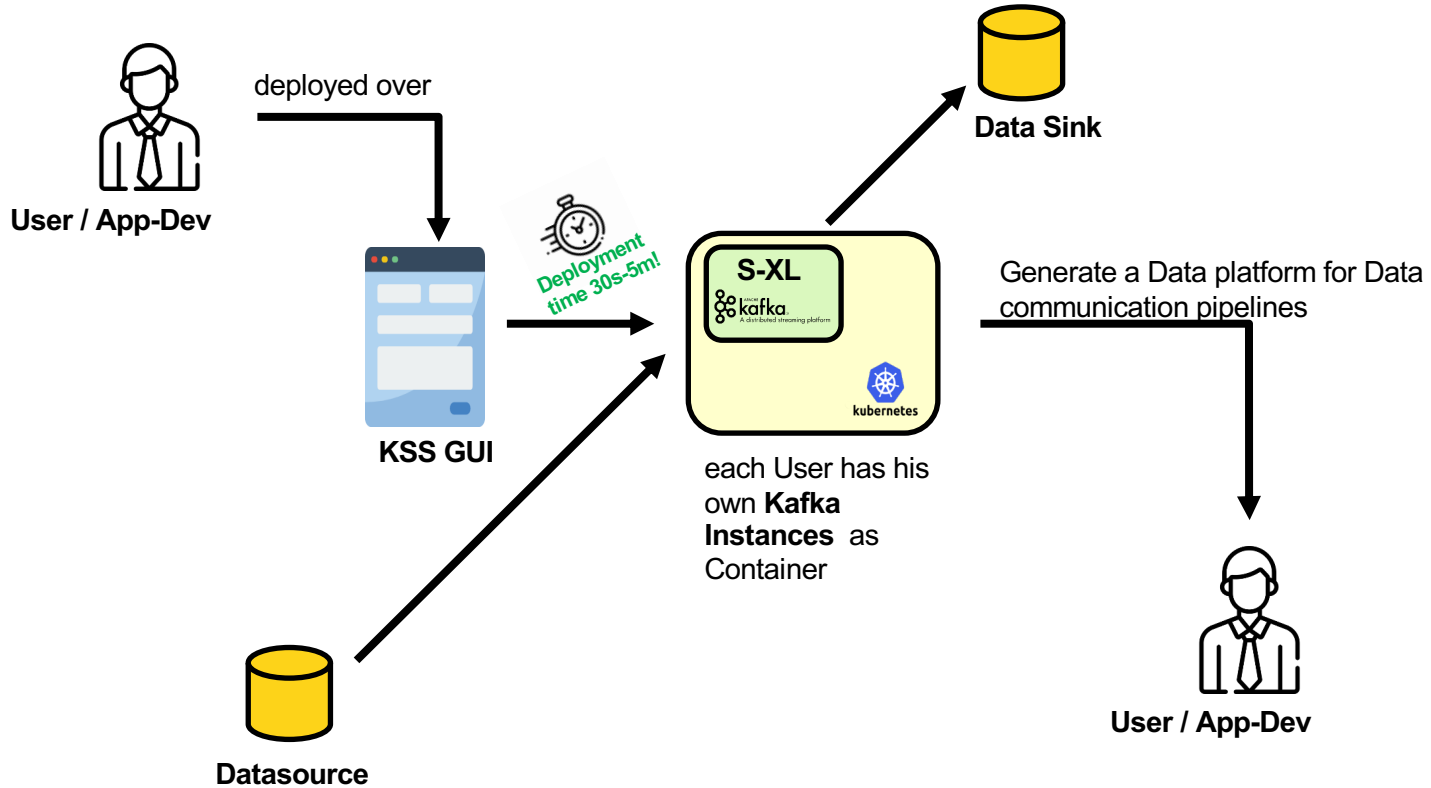 deployed over
User / App-Dev
Data Sink
Deployment
time 30s-5m!
KSS GUI
S-XL
APACHE
kafka.
A distributed streaming platform
kubernetes
Generate a Data platform for Data
communication pipelines
each User has his
own Kafka
Instances as
Container
Datasource
User / App-Dev